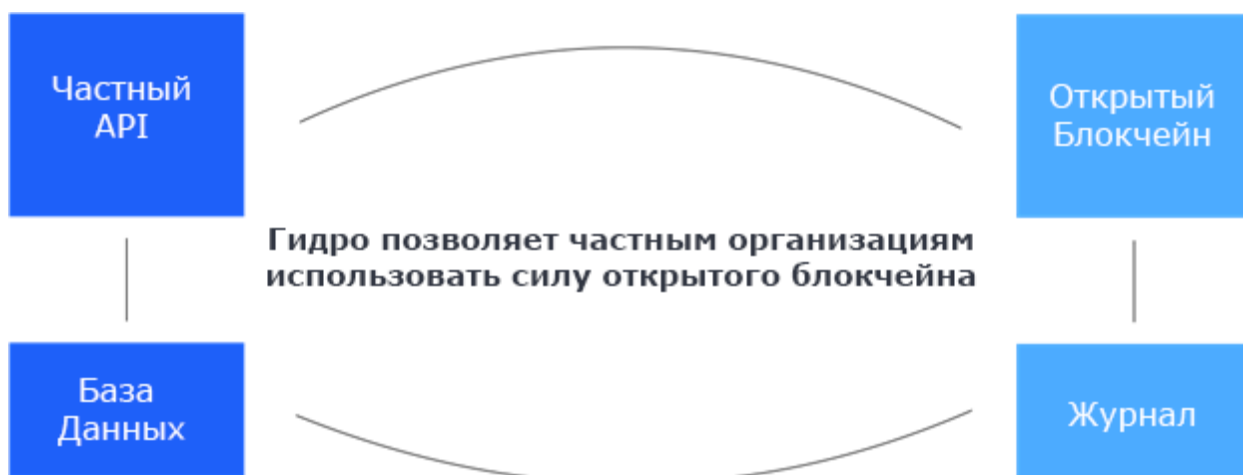 Частный
API
Открытый
Блокчейн
Гидро позволяет частным организациям
использовать силу открытого блокчейна
База
Данных
Журнал